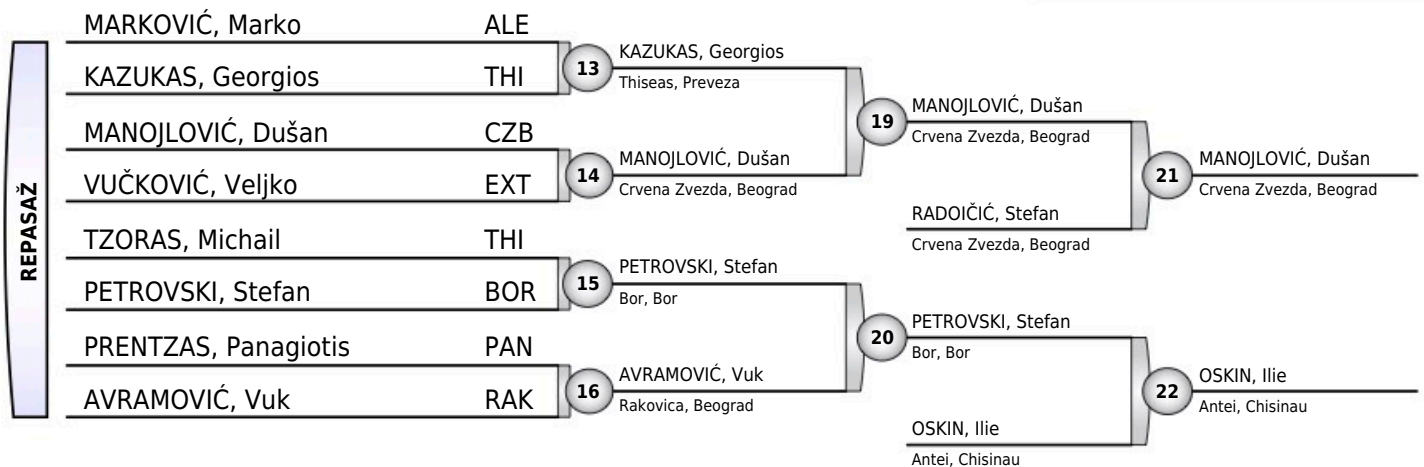 REPASAŽ
MARKOVIĆ, Marko ALE
KAZUKAS, Georgios THI
MANOJLOVIĆ, Dušan CZB
VUČKOVIĆ, Veljko EXT
TZORAS, Michail THI
PETROVSKI, Stefan BOR
PRENTZAS, Panagiotis PAN
AVRAMOVIĆ, Vuk RAK
13
KAZUKAS, Georgios
Thiseas, Preveza
14
MANOJLOVIĆ, Dušan
Crvena Zvezda, Beograd
15
PETROVSKI, Stefan
Bor, Bor
16
AVRAMOVIĆ, Vuk
Rakovica, Beograd
19
MANOJLOVIĆ, Dušan
Crvena Zvezda, Beograd
RADOIČIĆ, Stefan
Crvena Zvezda, Beograd
20
PETROVSKI, Stefan
Bor, Bor
OSKIN, Ilie
Antei, Chisinau
21
MANOJLOVIĆ, Dušan
Crvena Zvezda, Beograd
22
OSKIN, Ilie
Antei, Chisinau